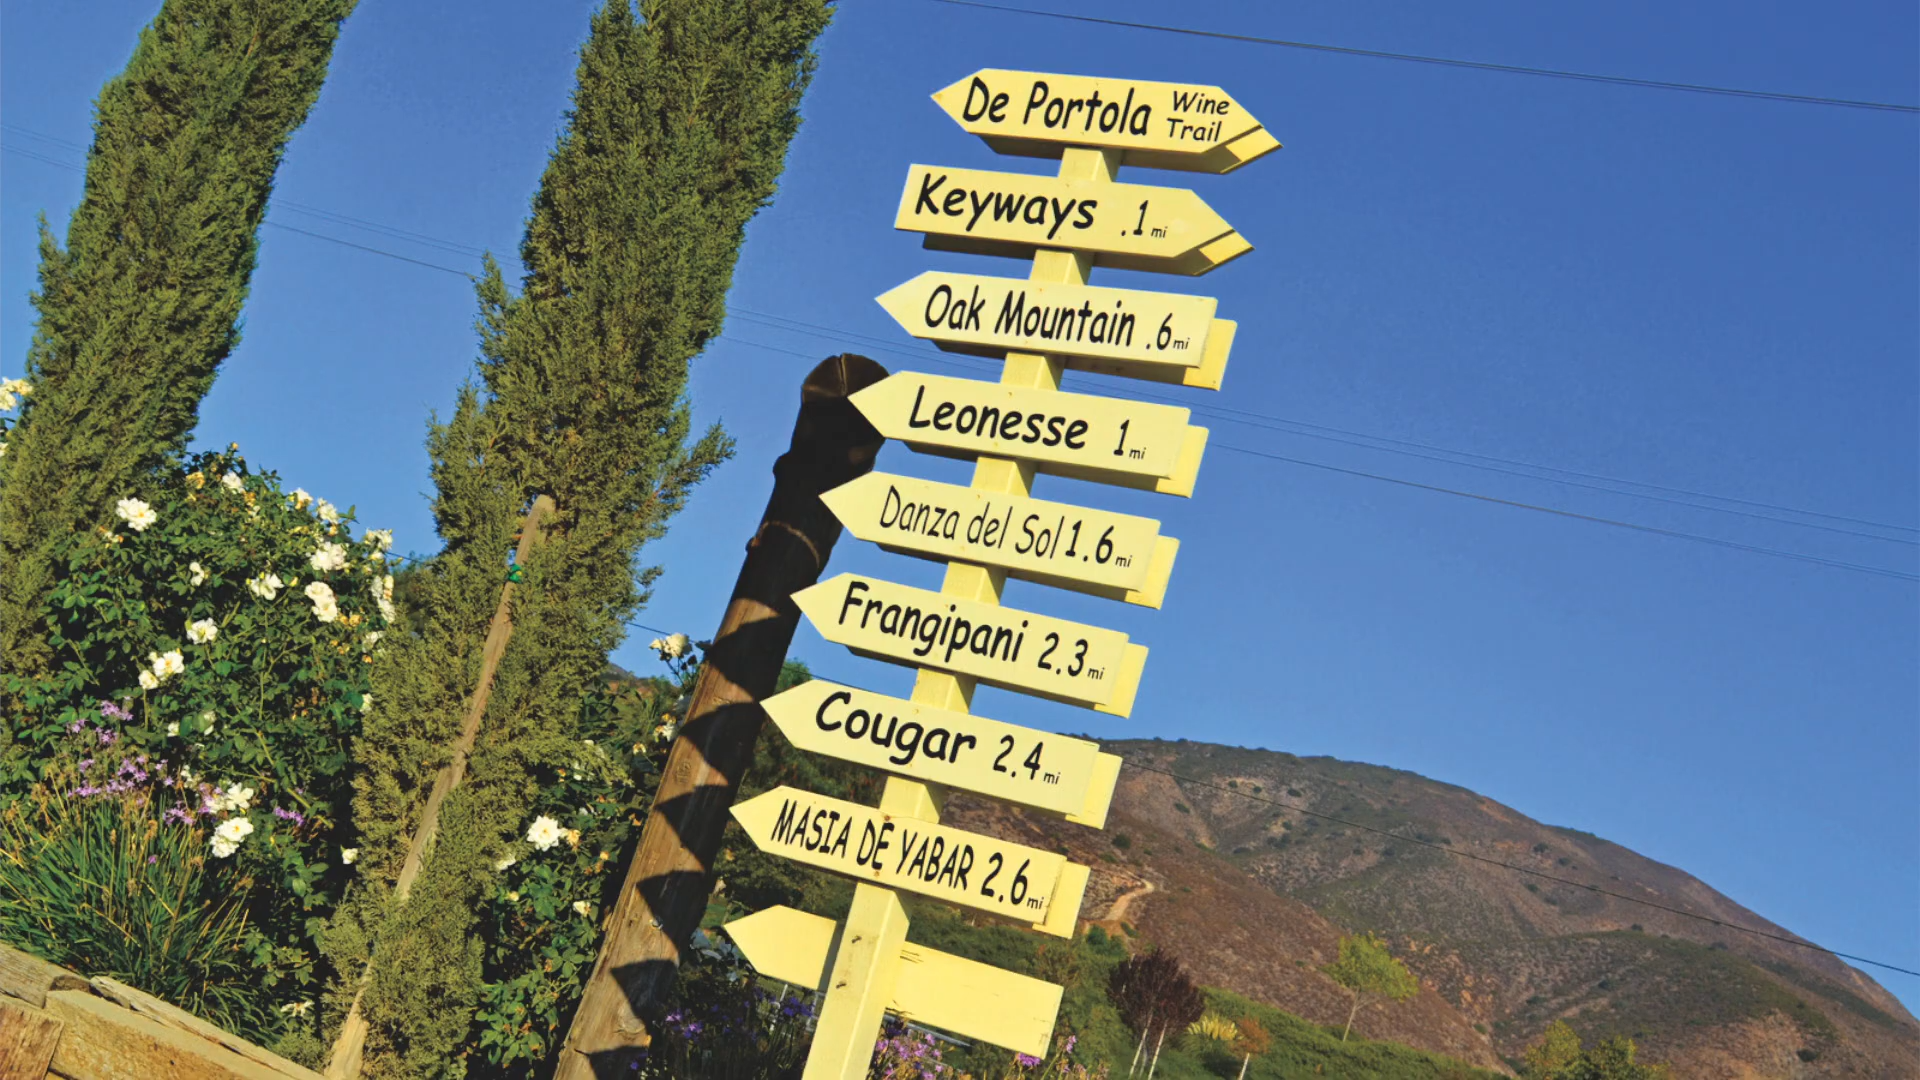 De Portola Wine Trail
Keyways .1 mi
Oak Mountain .6 mi
Leonesse 1 mi
Danza del Sol 1.6 mi
Frangipani 2.3 mi
Cougar 2.4 mi
MASIA DE YABAR 2.6 mi